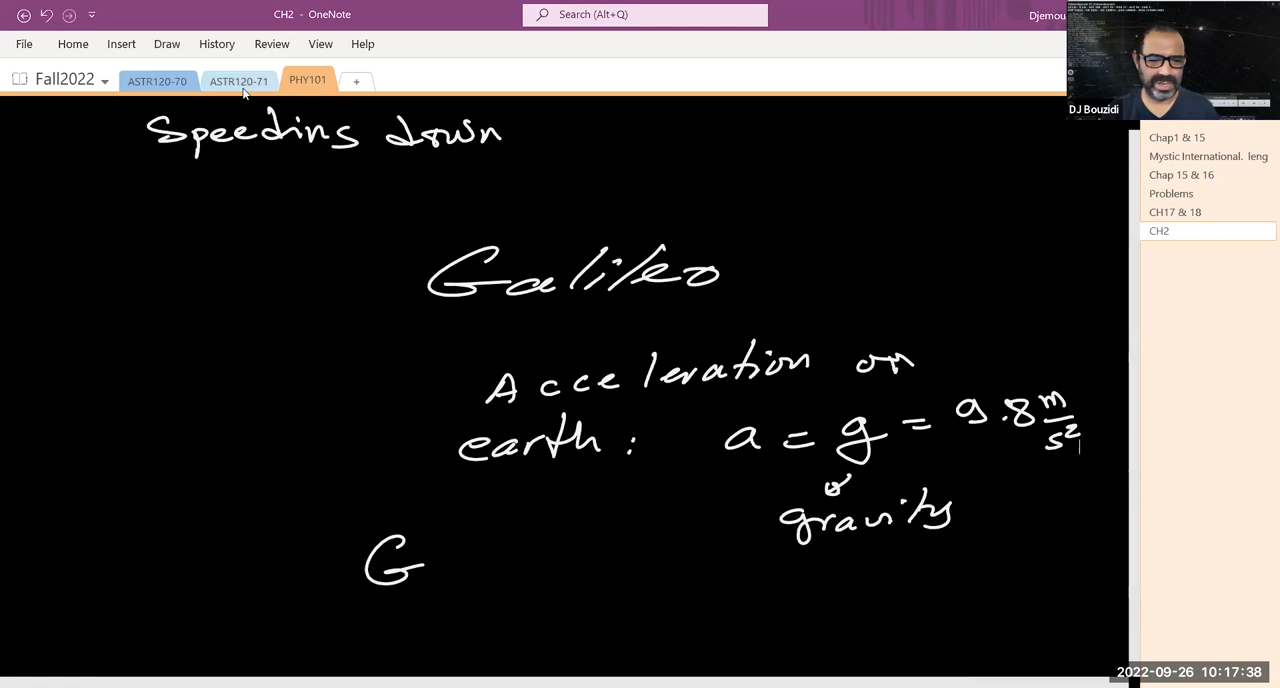 CH2 - OneNote
Search (Alt+Q)
Djemou
File Home Insert Draw History Review View Help
Fall2022 ASTR120-70 ASTR120-71 PHY101 +
DJ Bouzidi
Chap1 & 15
Mystic International. leng
Chap 15 & 16
Problems
CH17 & 18
CH2
Speeding down
Galileo
Acceleration on
earth: a = g = 9.8 m/s²
gravity
G
2022-09-26 10:17:38